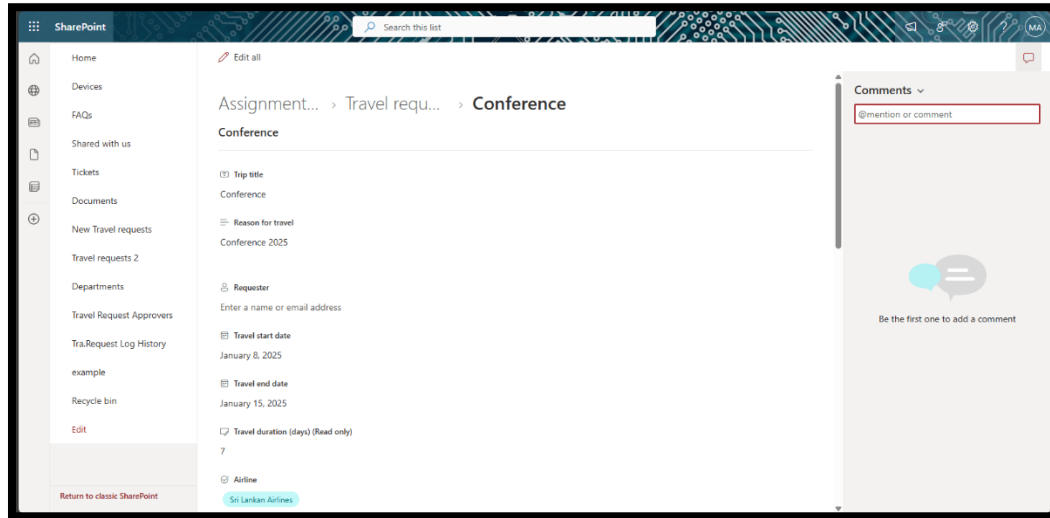 SharePoint
Search this list
MA
Home
Devices
FAQs
Shared with us
Tickets
Documents
New Travel requests
Travel requests 2
Departments
Travel Request Approvers
Tra.Request Log History
example
Recycle bin
Edit
Return to classic SharePoint
Edit all
Assignment... > Travel requ... > Conference
Conference
Trip title
Conference
Reason for travel
Conference 2025
Requester
Enter a name or email address
Travel start date
January 8, 2025
Travel end date
January 15, 2025
Travel duration (days) (Read only)
7
Airline
Sri Lankan Airlines
Comments
@mention or comment
Be the first one to add a comment